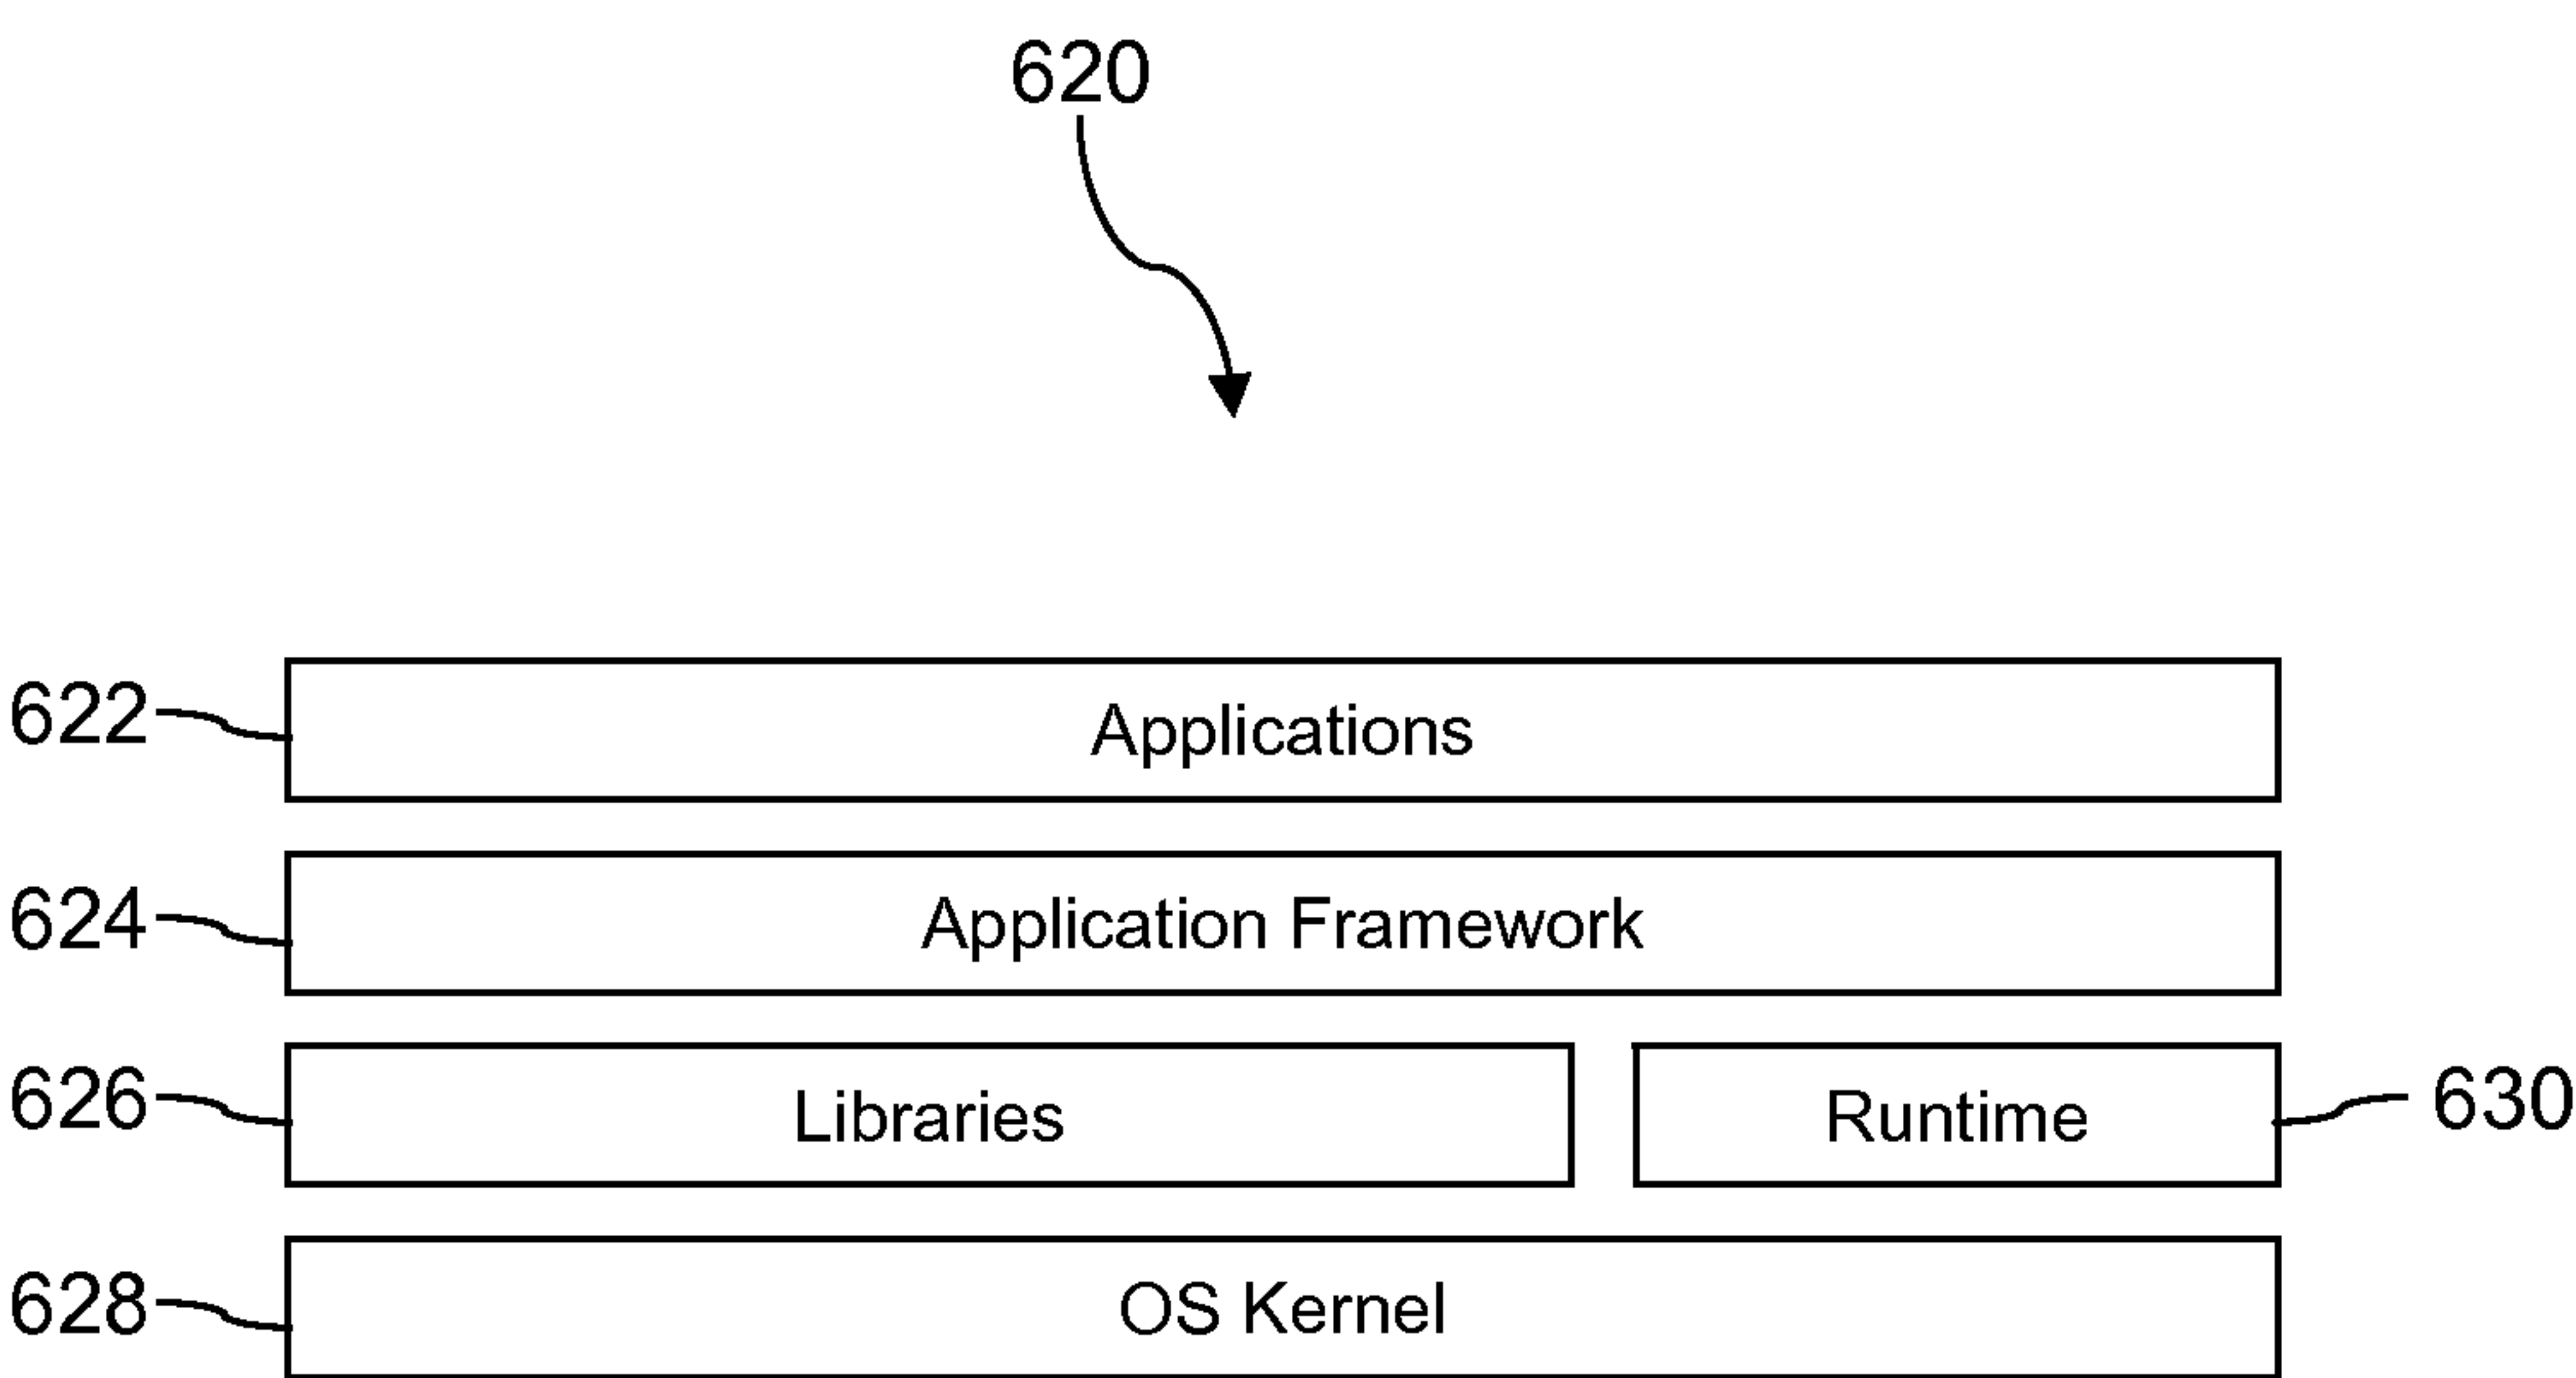 620
622 Applications
624 Application Framework
626 Libraries Runtime 630
628 OS Kernel